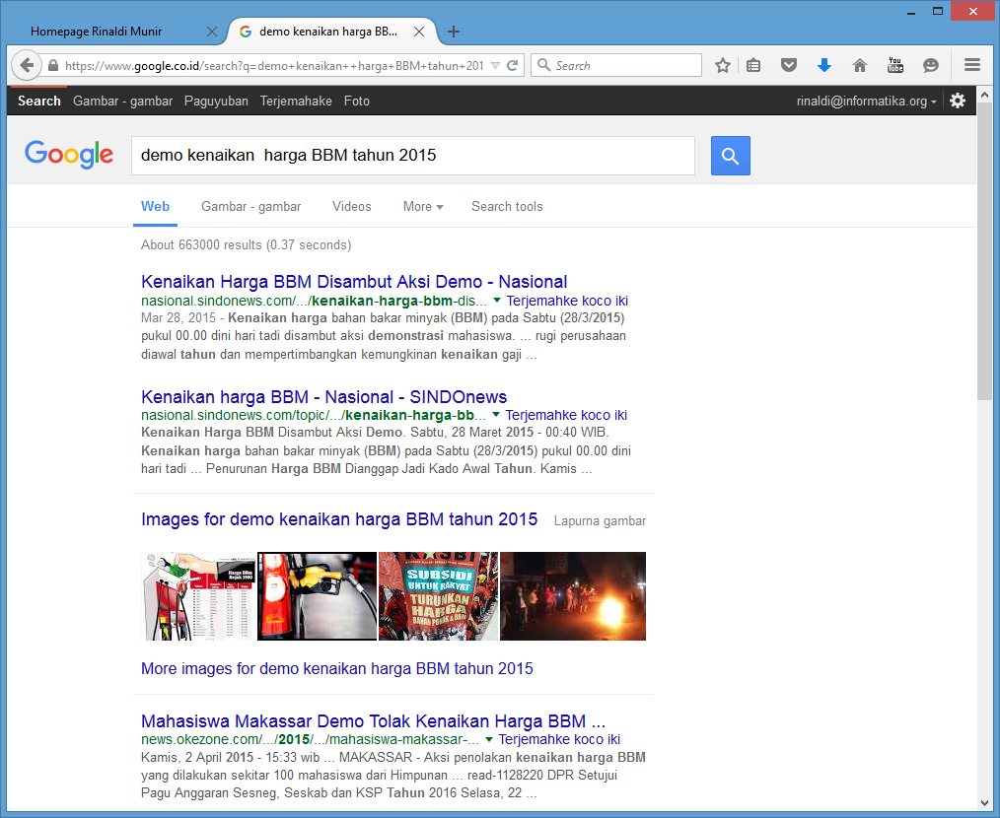 Homepage Rinaldi Munir
demo kenaikan harga BB...
https://www.google.co.id/search?q=demo+kenaikan++harga+BBM+tahun+201
Search
Search Gambar - gambar Paguyuban Terjemahake Foto rinaldi@informatika.org
Google
demo kenaikan  harga BBM tahun 2015
Web Gambar - gambar Videos More Search tools
About 663000 results (0.37 seconds)
Kenaikan Harga BBM Disambut Aksi Demo - Nasional
nasional.sindonews.com/.../kenaikan-harga-bbm-dis... Terjemahke koco iki
Mar 28, 2015 - Kenaikan harga bahan bakar minyak (BBM) pada Sabtu (28/3/2015)
pukul 00.00 dini hari tadi disambut aksi demonstrasi mahasiswa. ... rugi perusahaan
diawal tahun dan mempertimbangkan kemungkinan kenaikan gaji ...
Kenaikan harga BBM - Nasional - SINDOnews
nasional.sindonews.com/topic/.../kenaikan-harga-bb... Terjemahke koco iki
Kenaikan Harga BBM Disambut Aksi Demo. Sabtu, 28 Maret 2015 - 00:40 WIB.
Kenaikan harga bahan bakar minyak (BBM) pada Sabtu (28/3/2015) pukul 00.00 dini
hari tadi ... Penurunan Harga BBM Dianggap Jadi Kado Awal Tahun. Kamis ...
Images for demo kenaikan harga BBM tahun 2015 Lapurna gambar
Harga BBM
Sejak 1980
SUBSIDI
UNTUK RAKYAT
TURUNKAN
HARGA
BAHAN POKOK & BBM
More images for demo kenaikan harga BBM tahun 2015
Mahasiswa Makassar Demo Tolak Kenaikan Harga BBM ...
news.okezone.com/.../2015/.../mahasiswa-makassar-... Terjemahke koco iki
Kamis, 2 April 2015 - 15:33 wib ... MAKASSAR - Aksi penolakan kenaikan harga BBM
yang dilakukan sekitar 100 mahasiswa dari Himpunan ... read-1128220 DPR Setujui
Pagu Anggaran Sesneg, Seskab dan KSP Tahun 2016 Selasa, 22 ...